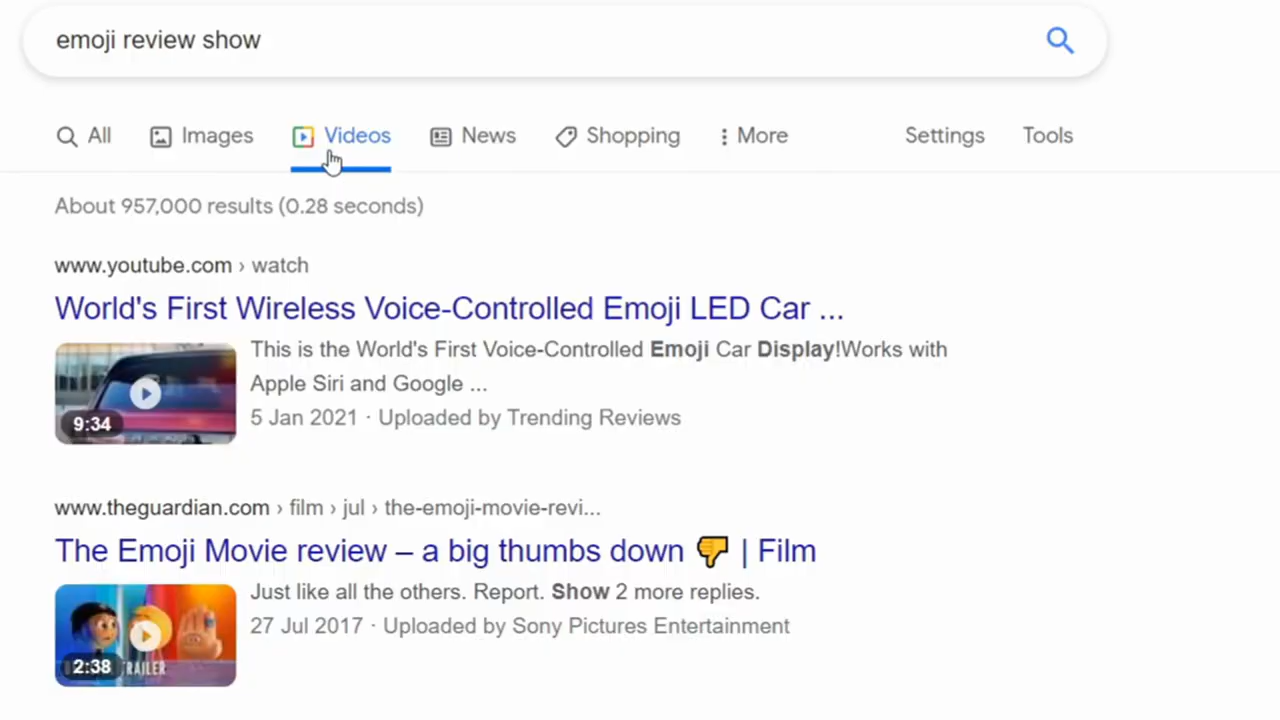 emoji review show
All Images Videos News Shopping More Settings Tools
About 957,000 results (0.28 seconds)
www.youtube.com › watch
World's First Wireless Voice-Controlled Emoji LED Car ...
This is the World's First Voice-Controlled Emoji Car Display!Works with
Apple Siri and Google ...
9:34
5 Jan 2021 · Uploaded by Trending Reviews
www.theguardian.com › film › jul › the-emoji-movie-revi...
The Emoji Movie review – a big thumbs down 👎 | Film
Just like all the others. Report. Show 2 more replies.
27 Jul 2017 · Uploaded by Sony Pictures Entertainment
2:38 TRAILER